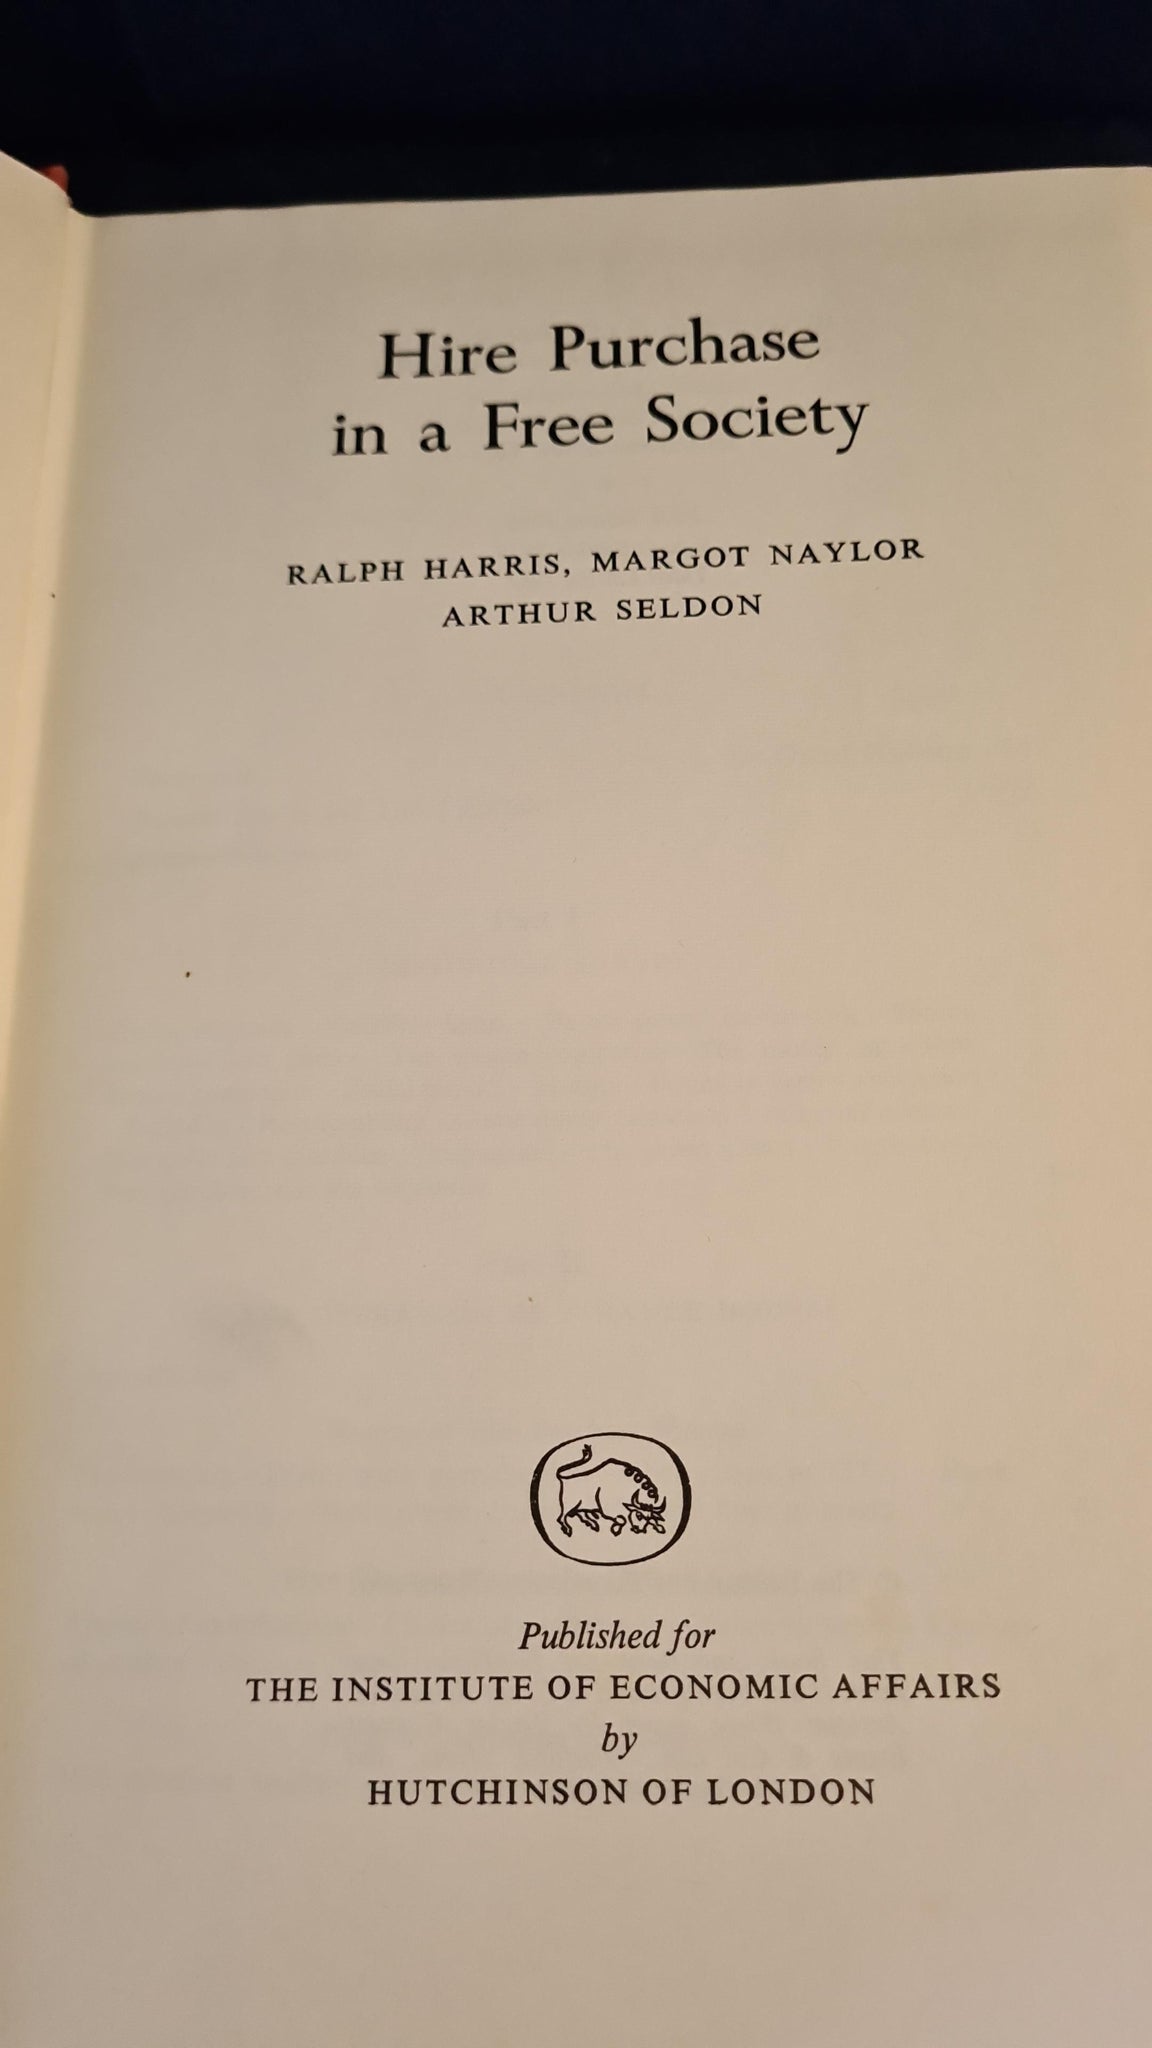 Hire Purchase
in a Free Society
RALPH HARRIS, MARGOT NAYLOR
ARTHUR SELDON
Published for
THE INSTITUTE OF ECONOMIC AFFAIRS
by
HUTCHINSON OF LONDON